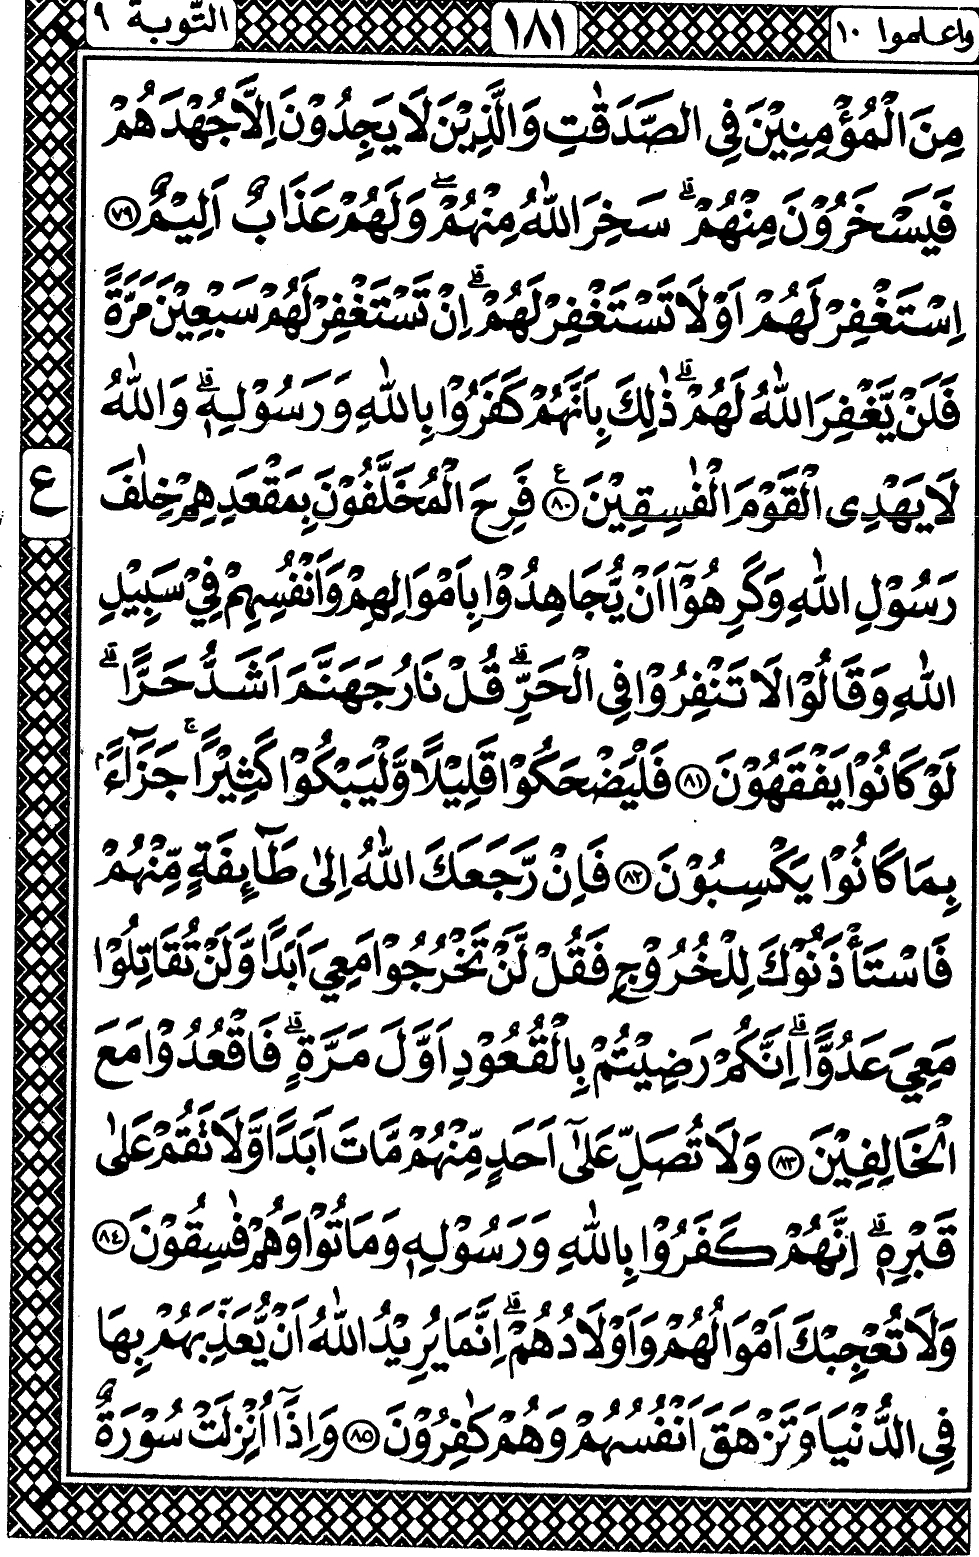 واعلموا ١٠ ١٨١ التوبة ٩
مِنَ الْمُؤْمِنِيْنَ فِي الصَّدَقٰتِ وَالَّذِيْنَ لَا يَجِدُوْنَ اِلَّا جُهْدَهُمْ
فَيَسْخَرُوْنَ مِنْهُمْ ؕ سَخِرَ اللّٰهُ مِنْهُمْ ۖ وَلَهُمْ عَذَابٌ اَلِيْمٌ ﴿٧٩﴾
اِسْتَغْفِرْ لَهُمْ اَوْ لَا تَسْتَغْفِرْ لَهُمْ ۗ اِنْ تَسْتَغْفِرْ لَهُمْ سَبْعِيْنَ مَرَّةً
فَلَنْ يَّغْفِرَ اللّٰهُ لَهُمْ ۗ ذٰلِكَ بِاَنَّهُمْ كَفَرُوْا بِاللّٰهِ وَرَسُوْلِهٖ ۗ وَاللّٰهُ
لَا يَهْدِى الْقَوْمَ الْفٰسِقِيْنَ ﴿٨٠﴾ ع فَرِحَ الْمُخَلَّفُوْنَ بِمَقْعَدِهِمْ خِلٰفَ
ع
رَسُوْلِ اللّٰهِ وَكَرِهُوْٓا اَنْ يُّجَاهِدُوْا بِاَمْوَالِهِمْ وَاَنْفُسِهِمْ فِيْ سَبِيْلِ
اللّٰهِ وَقَالُوْا لَا تَنْفِرُوْا فِى الْحَرِّ ۗ قُلْ نَارُ جَهَنَّمَ اَشَدُّ حَرًّا ۗ
لَوْ كَانُوْا يَفْقَهُوْنَ ﴿٨١﴾ فَلْيَضْحَكُوْا قَلِيْلًا وَّلْيَبْكُوْا كَثِيْرًا ۚ جَزَآءًۢ
بِمَا كَانُوْا يَكْسِبُوْنَ ﴿٨٢﴾ فَاِنْ رَّجَعَكَ اللّٰهُ اِلٰى طَآئِفَةٍ مِّنْهُمْ
فَاسْتَأْذَنُوْكَ لِلْخُرُوْجِ فَقُلْ لَّنْ تَخْرُجُوْا مَعِيَ اَبَدًا وَّلَنْ تُقَاتِلُوْا
مَعِيَ عَدُوًّا ۗ اِنَّكُمْ رَضِيْتُمْ بِالْقُعُوْدِ اَوَّلَ مَرَّةٍ ۗ فَاقْعُدُوْا مَعَ
الْخَالِفِيْنَ ﴿٨٣﴾ وَلَا تُصَلِّ عَلٰٓى اَحَدٍ مِّنْهُمْ مَّاتَ اَبَدًا وَّلَا تَقُمْ عَلٰى
قَبْرِهٖ ۗ اِنَّهُمْ كَفَرُوْا بِاللّٰهِ وَرَسُوْلِهٖ وَمَاتُوْا وَهُمْ فٰسِقُوْنَ ﴿٨٤﴾
وَلَا تُعْجِبْكَ اَمْوَالُهُمْ وَاَوْلَادُهُمْ ۗ اِنَّمَا يُرِيْدُ اللّٰهُ اَنْ يُّعَذِّبَهُمْ بِهَا
فِى الدُّنْيَا وَتَزْهَقَ اَنْفُسُهُمْ وَهُمْ كٰفِرُوْنَ ﴿٨٥﴾ وَاِذَآ اُنْزِلَتْ سُوْرَةٌ